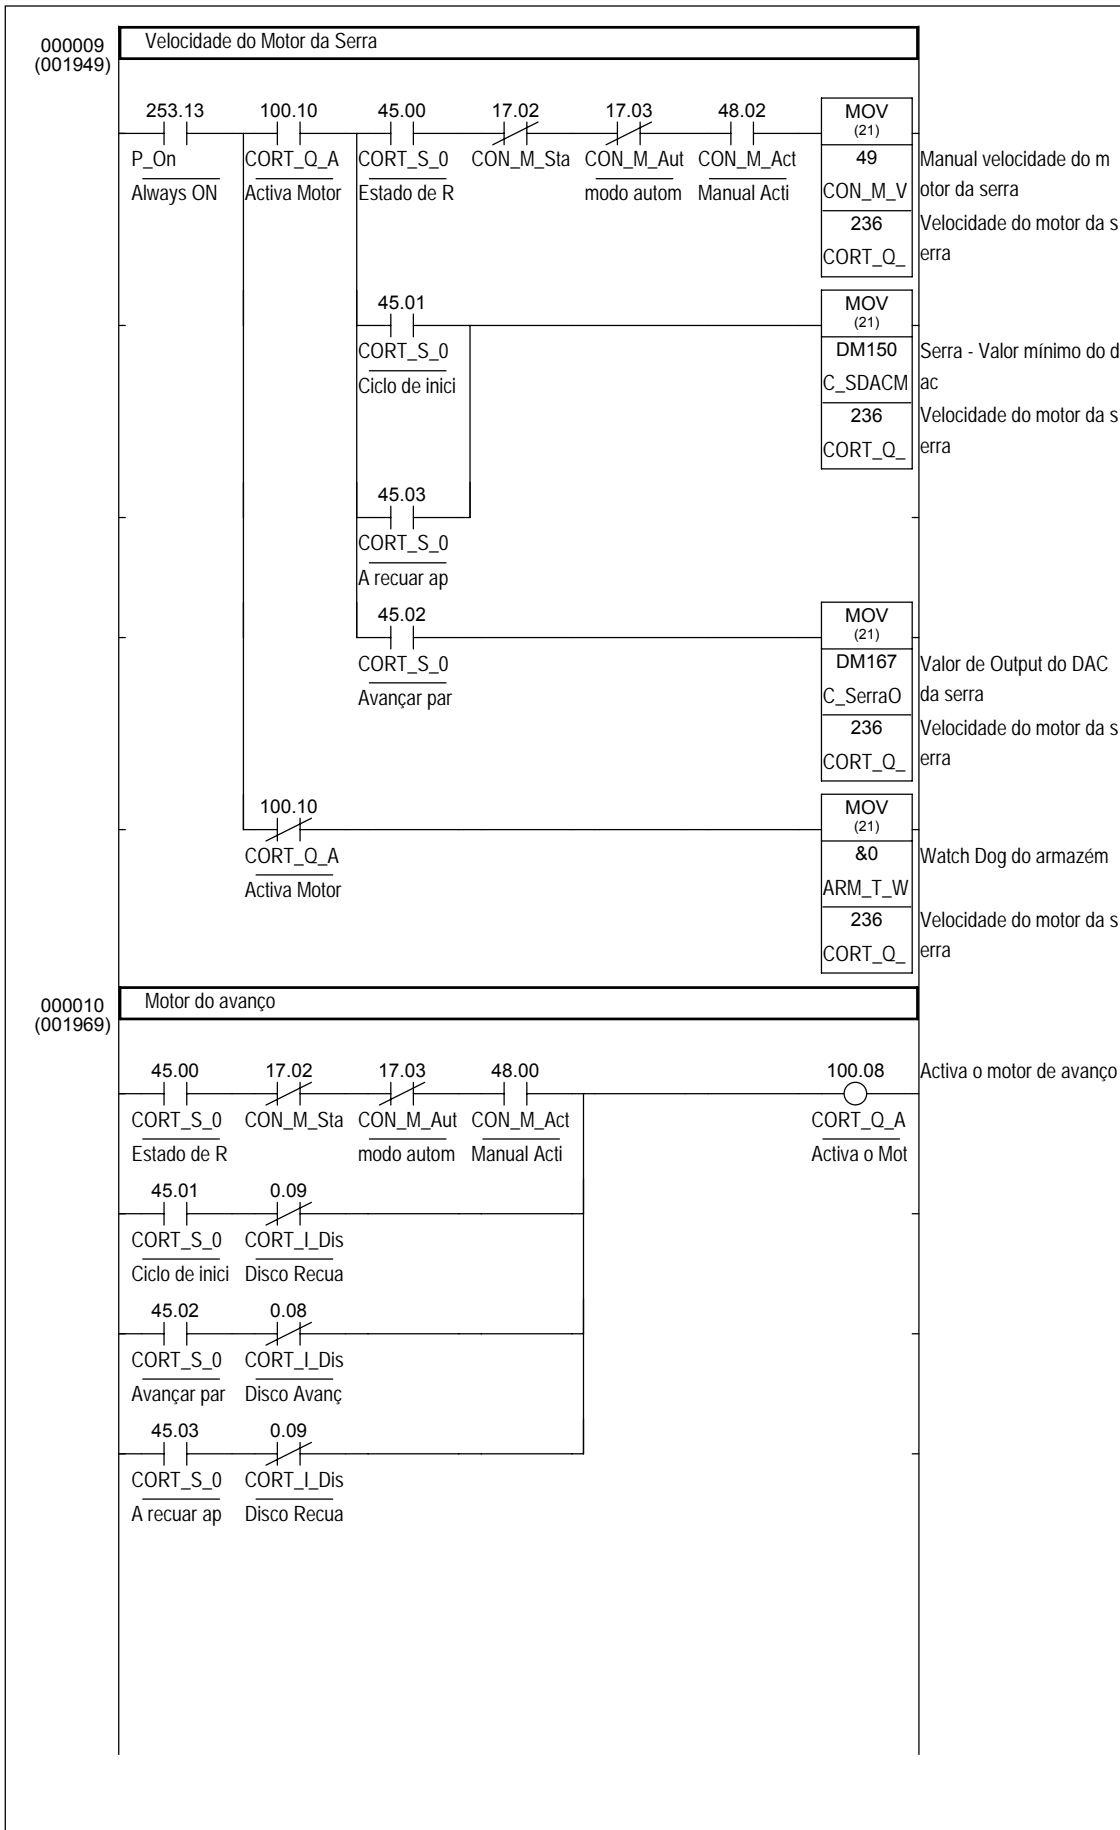 000009
(001949)
Velocidade do Motor da Serra
253.13 100.10 45.00 17.02 17.03 48.02 MOV
(21)
P_On CORT_Q_A CORT_S_0 CON_M_Sta CON_M_Aut CON_M_Act 49 Manual velocidade do m
Always ON Activa Motor Estado de R modo autom Manual Acti CON_M_V otor da serra
236 Velocidade do motor da s
CORT_Q_ erra
45.01 MOV
(21)
CORT_S_0 DM150 Serra - Valor mínimo do d
Ciclo de inici C_SDACM ac
236 Velocidade do motor da s
CORT_Q_ erra
45.03
CORT_S_0
A recuar ap
45.02 MOV
(21)
CORT_S_0 DM167 Valor de Output do DAC
Avançar par C_SerraO da serra
236 Velocidade do motor da s
CORT_Q_ erra
100.10 MOV
(21)
CORT_Q_A &0 Watch Dog do armazém
Activa Motor ARM_T_W
236 Velocidade do motor da s
CORT_Q_ erra
000010
(001969)
Motor do avanço
45.00 17.02 17.03 48.00 100.08 Activa o motor de avanço
CORT_S_0 CON_M_Sta CON_M_Aut CON_M_Act CORT_Q_A
Estado de R modo autom Manual Acti Activa o Mot
45.01 0.09
CORT_S_0 CORT_I_Dis
Ciclo de inici Disco Recua
45.02 0.08
CORT_S_0 CORT_I_Dis
Avançar par Disco Avanç
45.03 0.09
CORT_S_0 CORT_I_Dis
A recuar ap Disco Recua